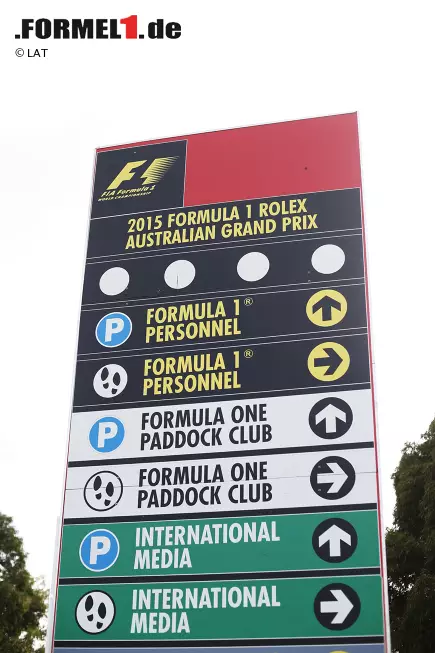 .FORMEL1.de
© LAT
F1
FIA Formula 1
WORLD CHAMPIONSHIP
2015 FORMULA 1 ROLEX
AUSTRALIAN GRAND PRIX
P
FORMULA 1®
PERSONNEL
FORMULA 1®
PERSONNEL
P
FORMULA ONE
PADDOCK CLUB
FORMULA ONE
PADDOCK CLUB
P
INTERNATIONAL
MEDIA
INTERNATIONAL
MEDIA